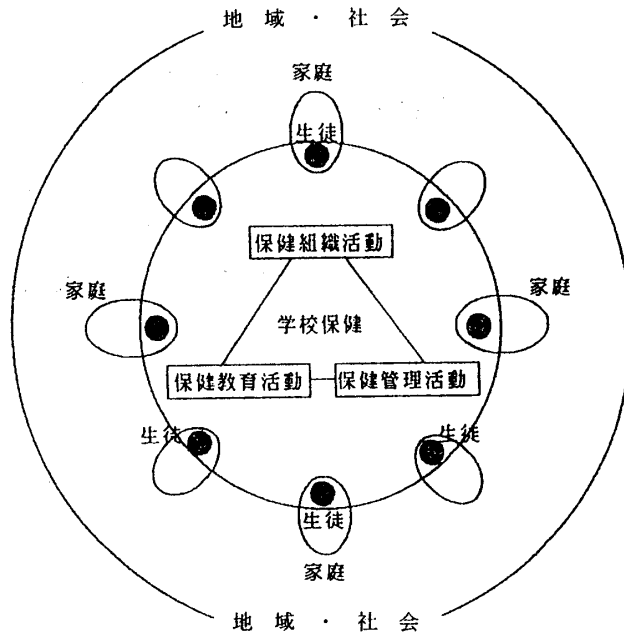 地域・社会
家庭
生徒
保健組織活動
家庭
家庭
学校保健
保健教育活動
保健管理活動
生徒
生徒
生徒
家庭
地域・社会